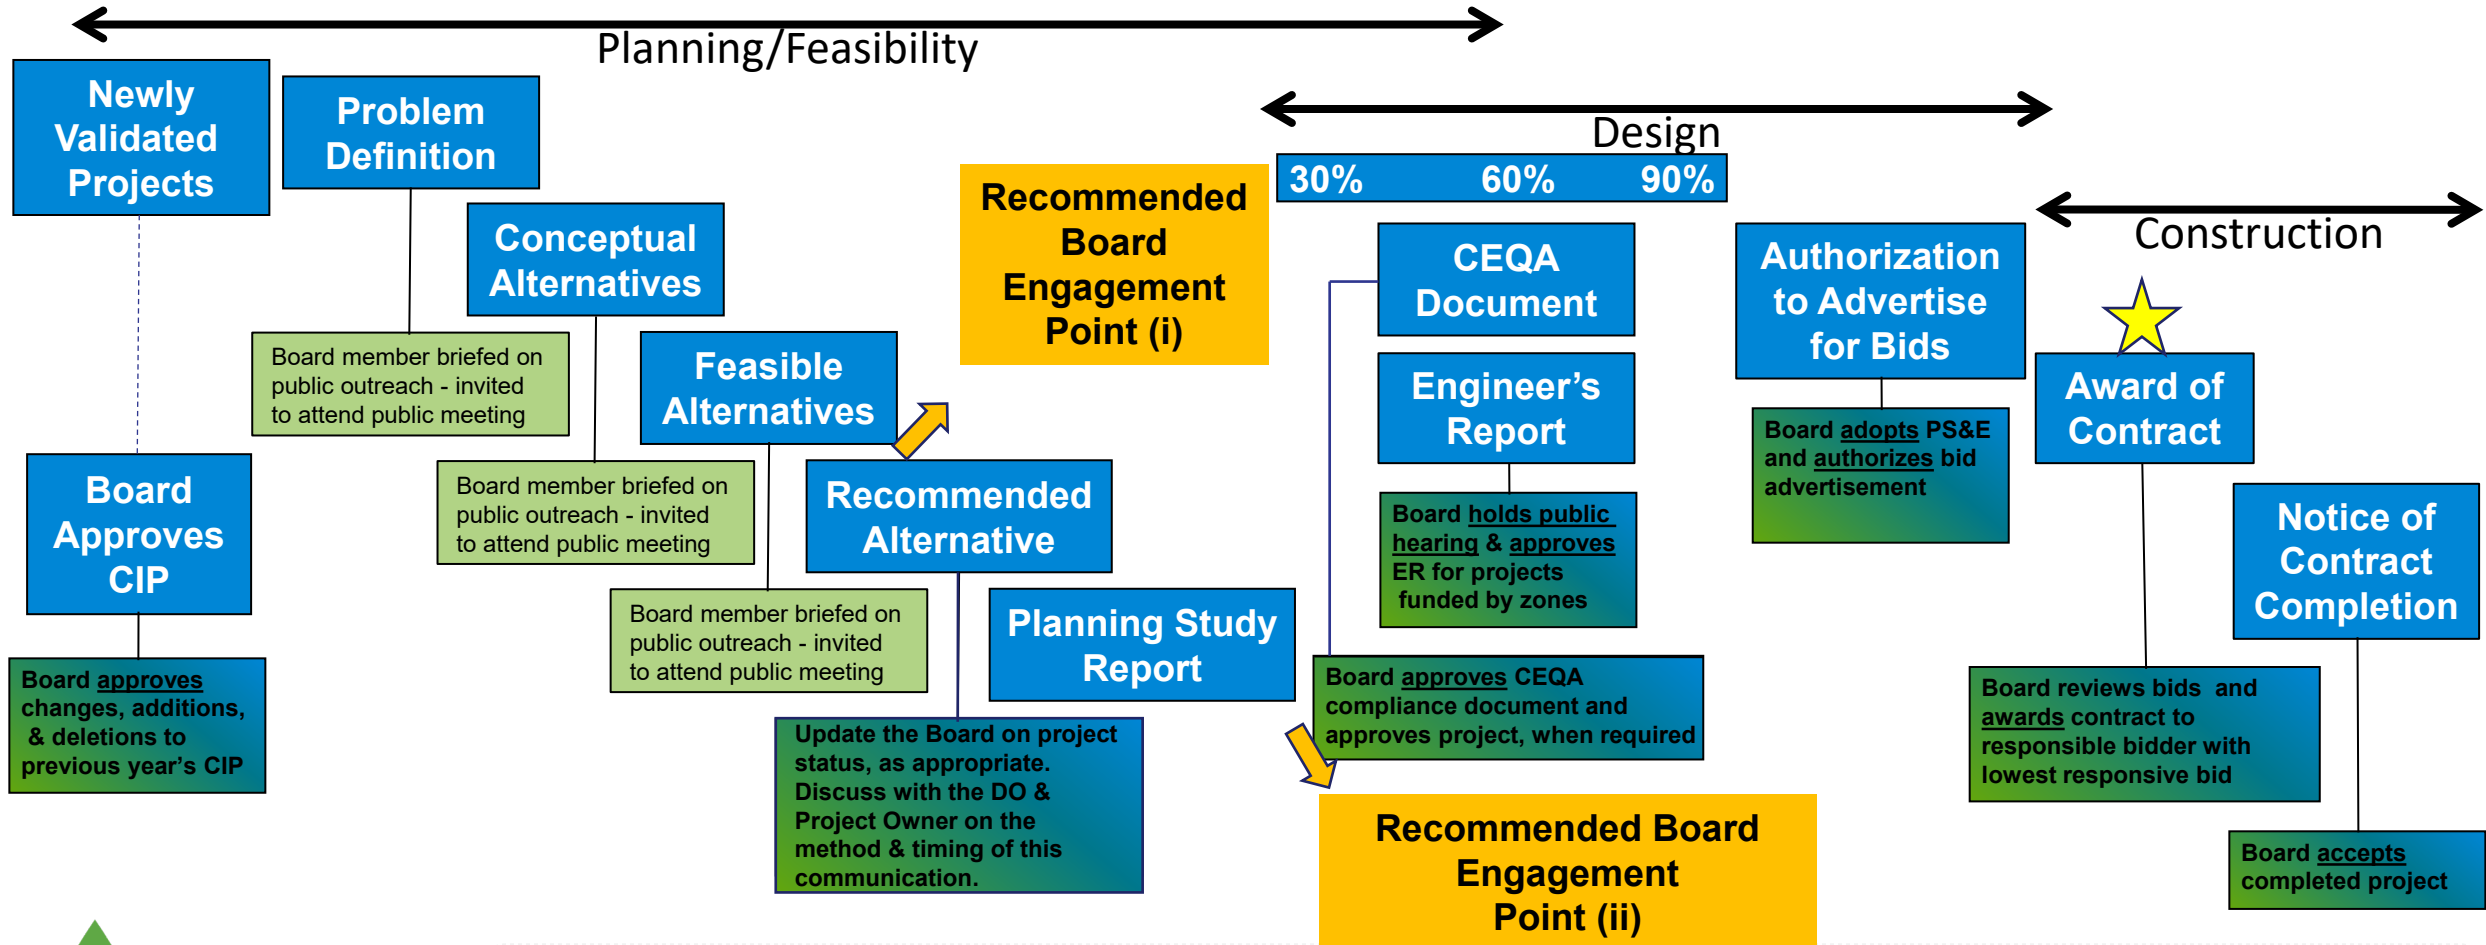 Planning/Feasibility
Newly
Validated
Projects
Problem
Definition
Design
30% 60% 90%
Recommended
Board
Engagement
Point (i)
Conceptual
Alternatives
CEQA
Document
Authorization
to Advertise
for Bids
Construction
Board member briefed on
public outreach - invited
to attend public meeting
Feasible
Alternatives
Engineer's
Report
Award of
Contract
Board
Approves
CIP
Board member briefed on
public outreach - invited
to attend public meeting
Recommended
Alternative
Board holds public
hearing & approves
ER for projects
funded by zones
Board adopts PS&E
and authorizes bid
advertisement
Notice of
Contract
Completion
Board member briefed on
public outreach - invited
to attend public meeting
Planning Study
Report
Board approves
changes, additions,
& deletions to
previous year's CIP
Board approves CEQA
compliance document and
approves project, when required
Board reviews bids and
awards contract to
responsible bidder with
lowest responsive bid
Update the Board on project
status, as appropriate.
Discuss with the DO &
Project Owner on the
method & timing of this
communication.
Recommended Board
Engagement
Point (ii)
Board accepts
completed project